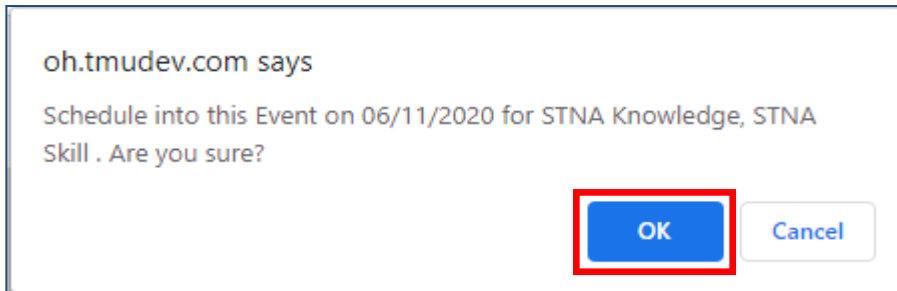 oh.tmudev.com says
Schedule into this Event on 06/11/2020 for STNA Knowledge, STNA
Skill . Are you sure?
OK
Cancel